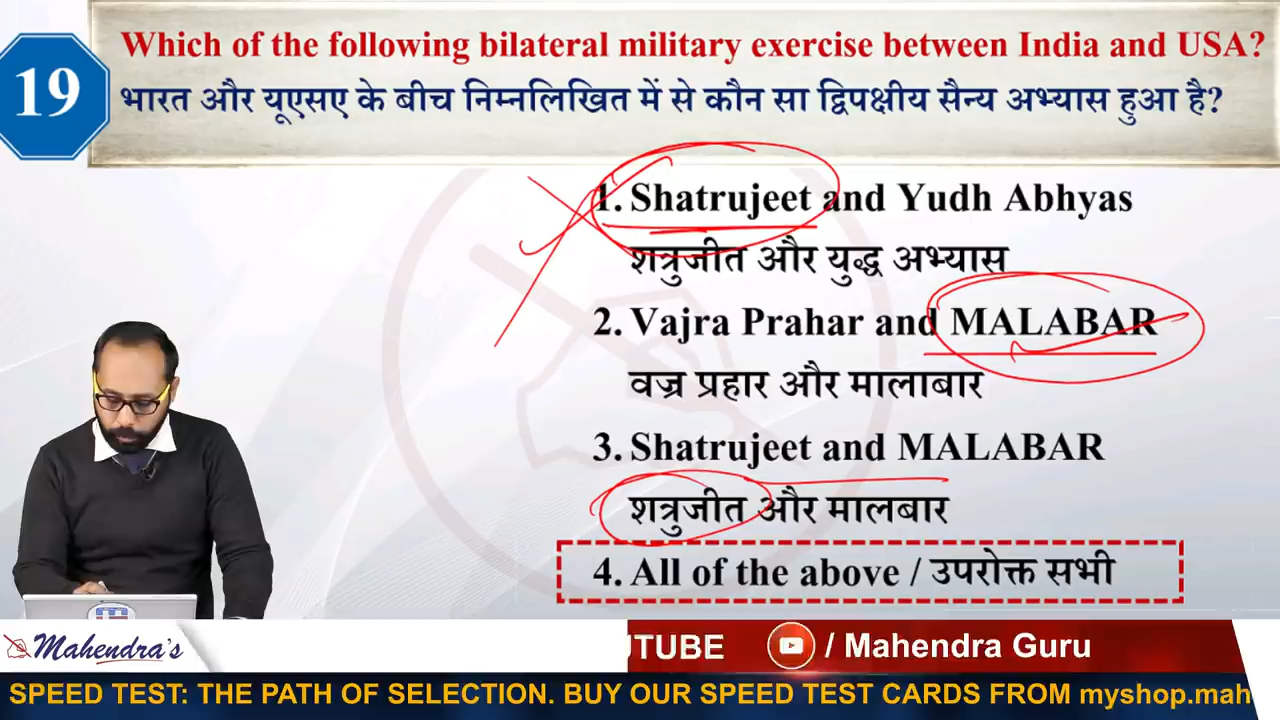 Which of the following bilateral military exercise between India and USA?
19
भारत और यूएसए के बीच निम्नलिखित में से कौन सा द्विपक्षीय सैन्य अभ्यास हुआ है?
1. Shatrujeet and Yudh Abhyas
शत्रुजीत और युद्ध अभ्यास
2. Vajra Prahar and MALABAR
वज्र प्रहार और मालाबार
3. Shatrujeet and MALABAR
शत्रुजीत और मालबार
4. All of the above / उपरोक्त सभी
Mahendra's
UTUBE / Mahendra Guru
SPEED TEST: THE PATH OF SELECTION. BUY OUR SPEED TEST CARDS FROM myshop.mah